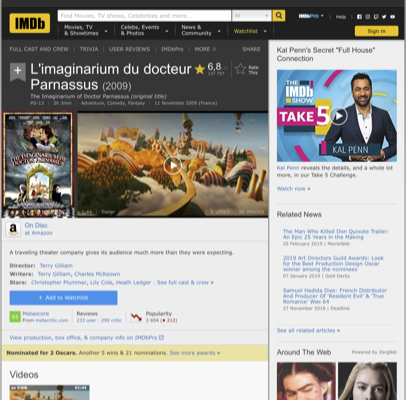 IMDb
Find Movies, TV shows, Celebrities and more...
All
IMDbPro
Help
Movies, TV & Showtimes
Celebs, Events & Photos
News & Community
Watchlist
Sign in
FULL CAST AND CREW | TRIVIA | USER REVIEWS | IMDbPro | MORE
SHARE
L'imaginarium du docteur Parnassus (2009)
6,8
Rate This
The Imaginarium of Doctor Parnassus (original title)
PG-13 | 2h 3min | Adventure, Comedy, Fantasy | 11 November 2009 (France)
Trailer
On Disc
at Amazon
A traveling theater company gives its audience much more than they were expecting.
Director: Terry Gilliam
Writers: Terry Gilliam, Charles McKeown
Stars: Christopher Plummer, Lily Cole, Heath Ledger | See full cast & crew »
+ Add to Watchlist
Metascore
From metacritic.com
Reviews
233 user | 290 critic
Popularity
2 654 ( 212)
View production, box office, & company info on IMDbPro
Nominated for 2 Oscars. Another 5 wins & 21 nominations. See more awards »
Videos
Kal Penn's Secret "Full House" Connection
THE IMDb SHOW
TAKE 5
KAL PENN
Kal Penn reveals the details, and a whole lot more, in our Take 5 Challenge.
Watch now »
Related News
The Man Who Killed Don Quixote Trailer: An Epic 25 Years in the Making
25 February 2019 | MovieWeb
2019 Art Directors Guild Awards: Look for the Best Production Design Oscar winner among the nominees
07 January 2019 | Gold Derby
Samuel Hadida Dies: French Distributor And Producer Of 'Resident Evil' & 'True Romance' Was 64
27 November 2018 | Deadline
See all related articles »
Around The Web
Powered by ZergNet